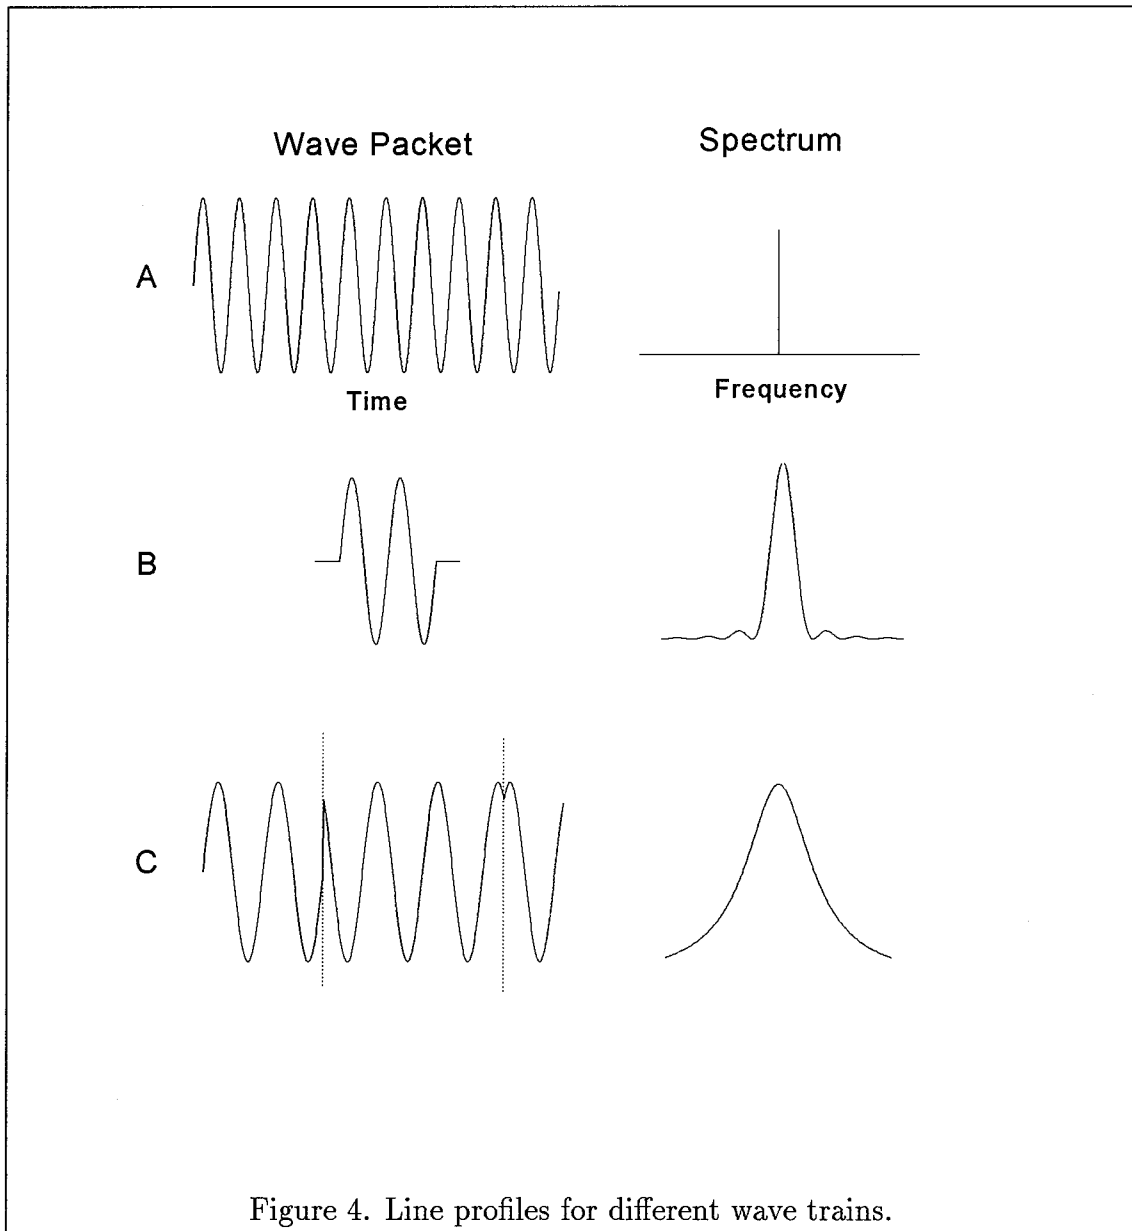 Wave Packet
Spectrum
A
Time
Frequency
B
C
Figure 4. Line profiles for different wave trains.